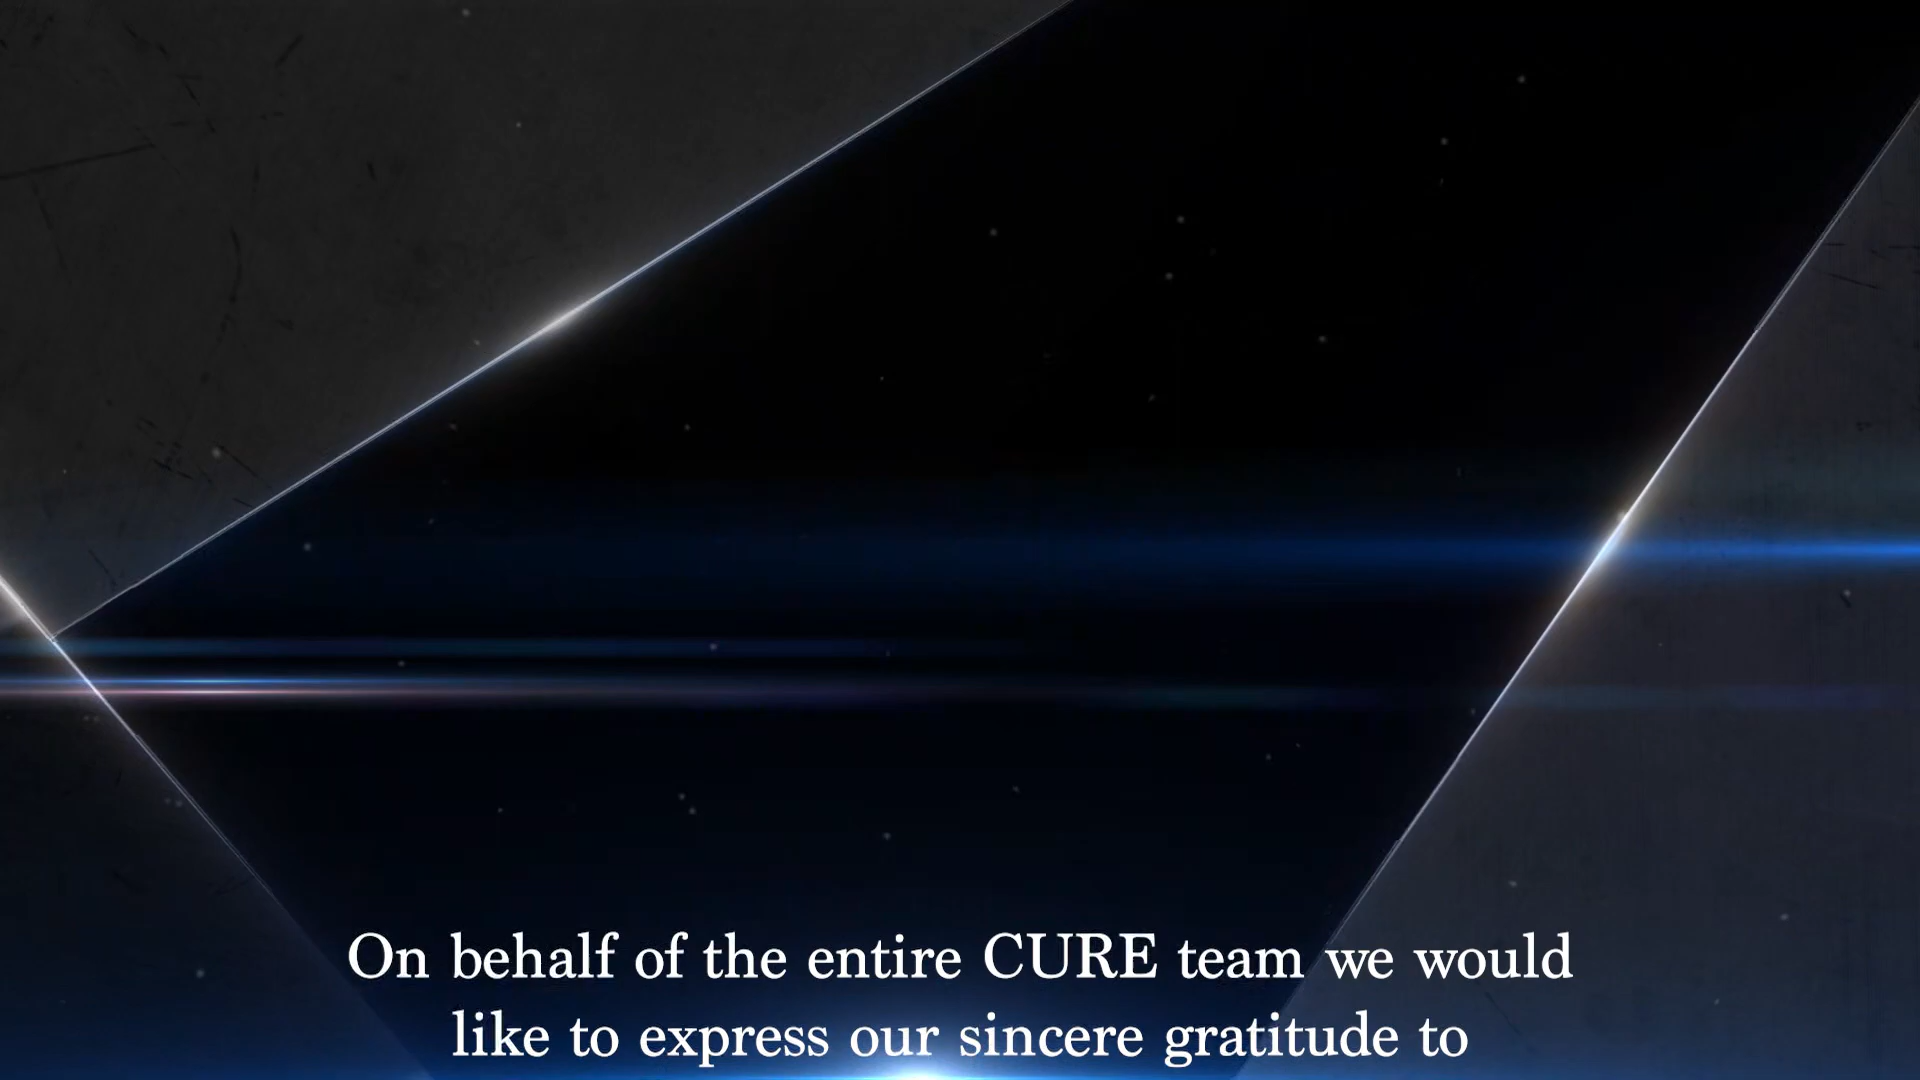 On behalf of the entire CURE team we would
like to express our sincere gratitude to